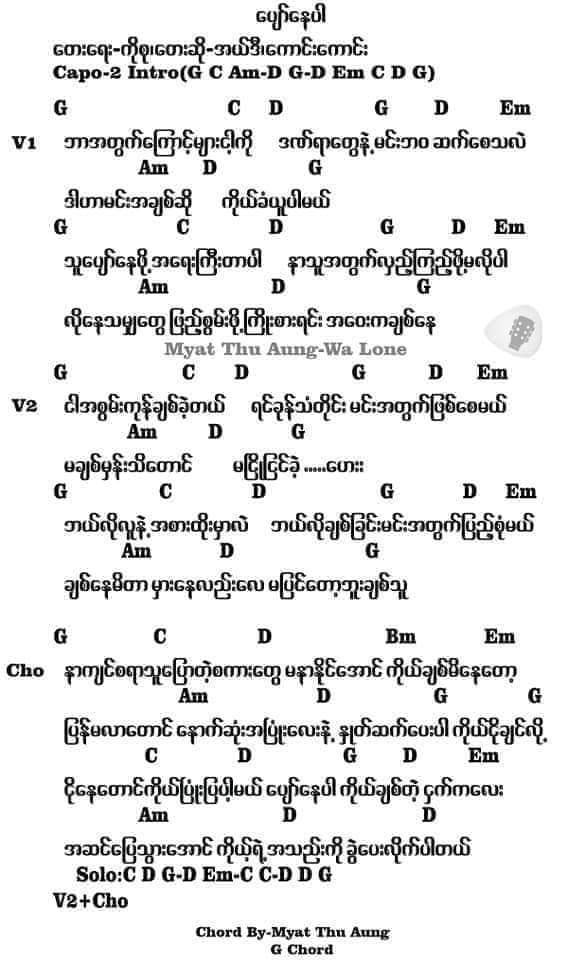 ပျော်နေပါ
တေးရေး-ကိုစု၊တေးဆို-အယ်ဒီ၊ကောင်းကောင်း
Capo-2 Intro(G C Am-D G-D Em C D G)
G C D G D Em
V1 ဘာအတွက်ကြောင့်များငါ့ကို ဒဏ်ရာတွေနဲ့ မင်းဘဝ ဆက်စေသလဲ
Am D G
ဒါဟာမင်းအချစ်ဆို ကိုယ်ခံယူပါမယ်
G C D G D Em
သူပျော်နေဖို့ အရေးကြီးတာပါ နာသူအတွက်လှည့်ကြည့်ဖို့မလိုပါ
Am D G
လိုနေသမျှတွေ ဖြည့်စွမ်းဖို့ ကြိုးစားရင်း အဝေးကချစ်နေ
Myat Thu Aung-Wa Lone
G C D G D Em
V2 ငါအစွမ်းကုန်ချစ်ခဲ့တယ် ရင်ခုန်သံတိုင်း မင်းအတွက်ဖြစ်စေမယ်
Am D G
မချစ်မှန်းသိတောင် မငြိုငြင်ခဲ့ .....ဟေး
G C D G D Em
ဘယ်လိုလူနဲ့ အစားထိုးမှာလဲ ဘယ်လိုချစ်ခြင်းမင်းအတွက်ပြည့်စုံမယ်
Am D G
ချစ်နေမိတာ မှားနေလည်းလေ မပြင်တော့ဘူးချစ်သူ
G C D Bm Em
Cho နာကျင်စရာသူပြောတဲ့စကားတွေ မနာနိုင်အောင် ကိုယ်ချစ်မိနေတော့
Am D G G
ပြန်မလာတောင် နောက်ဆုံးအပြုံးလေးနဲ့ နှုတ်ဆက်ပေးပါ ကိုယ်ငိုချင်လို့
C D G D Em
ငိုနေတောင်ကိုယ်ပြုံးပြပါ့မယ် ပျော်နေပါ ကိုယ်ချစ်တဲ့ ငှက်ကလေး
Am D D
အဆင်ပြေသွားအောင် ကိုယ့်ရဲ့အသည်းကို ခွဲပေးလိုက်ပါတယ်
Solo:C D G-D Em-C C-D D G
V2+Cho
Chord By-Myat Thu Aung
G Chord